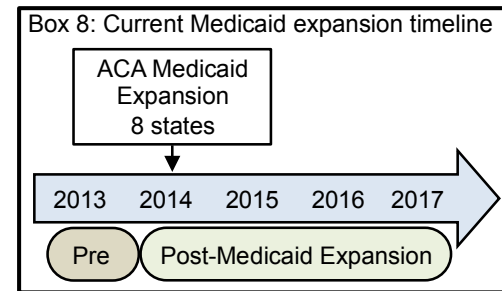 Box 8: Current Medicaid expansion timeline
ACA Medicaid
Expansion
8 states
2013 2014 2015 2016 2017
Pre Post-Medicaid Expansion